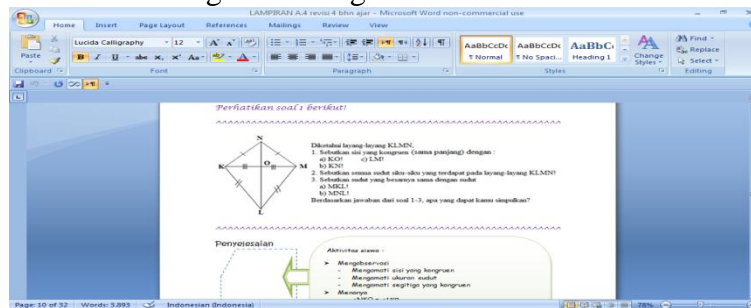 LAMPIRAN A.4 revisi 4 bhn ajar - Microsoft Word non-commercial use
Home Insert Page Layout References Mailings Review View
Lucida Calligraphy 12
Paste
B I U abc x₂ x² Aa
AaBbCcDc AaBbCcDc AaBbC
¶ Normal ¶ No Spaci... Heading 1
Change Styles
Find
Replace
Select
Clipboard Font Paragraph Styles Editing
Perhatikan soal 1 berikut!
N
K O M
L
Diketahui layang-layang KLMN,
1. Sebutkan sisi yang kongruen (sama panjang) dengan :
a) KO! c) LM!
b) KN!
2. Sebutkan semua sudut siku-siku yang terdapat pada layang-layang KLMN!
3. Sebutkan sudut yang besarnya sama dengan sudut
a) MKL!
b) MNL!
Berdasarkan jawaban dari soal 1-3, apa yang dapat kamu simpulkan?
Penyelesaian
Aktivitas siswa :
➤ Mengobservasi
- Mengamati sisi yang kongruen
- Mengamati ukuran sudut
- Mengamati segitiga yang kongruen
➤ Menanya
Page: 10 of 32 Words: 3.893 Indonesian (Indonesia) 78%